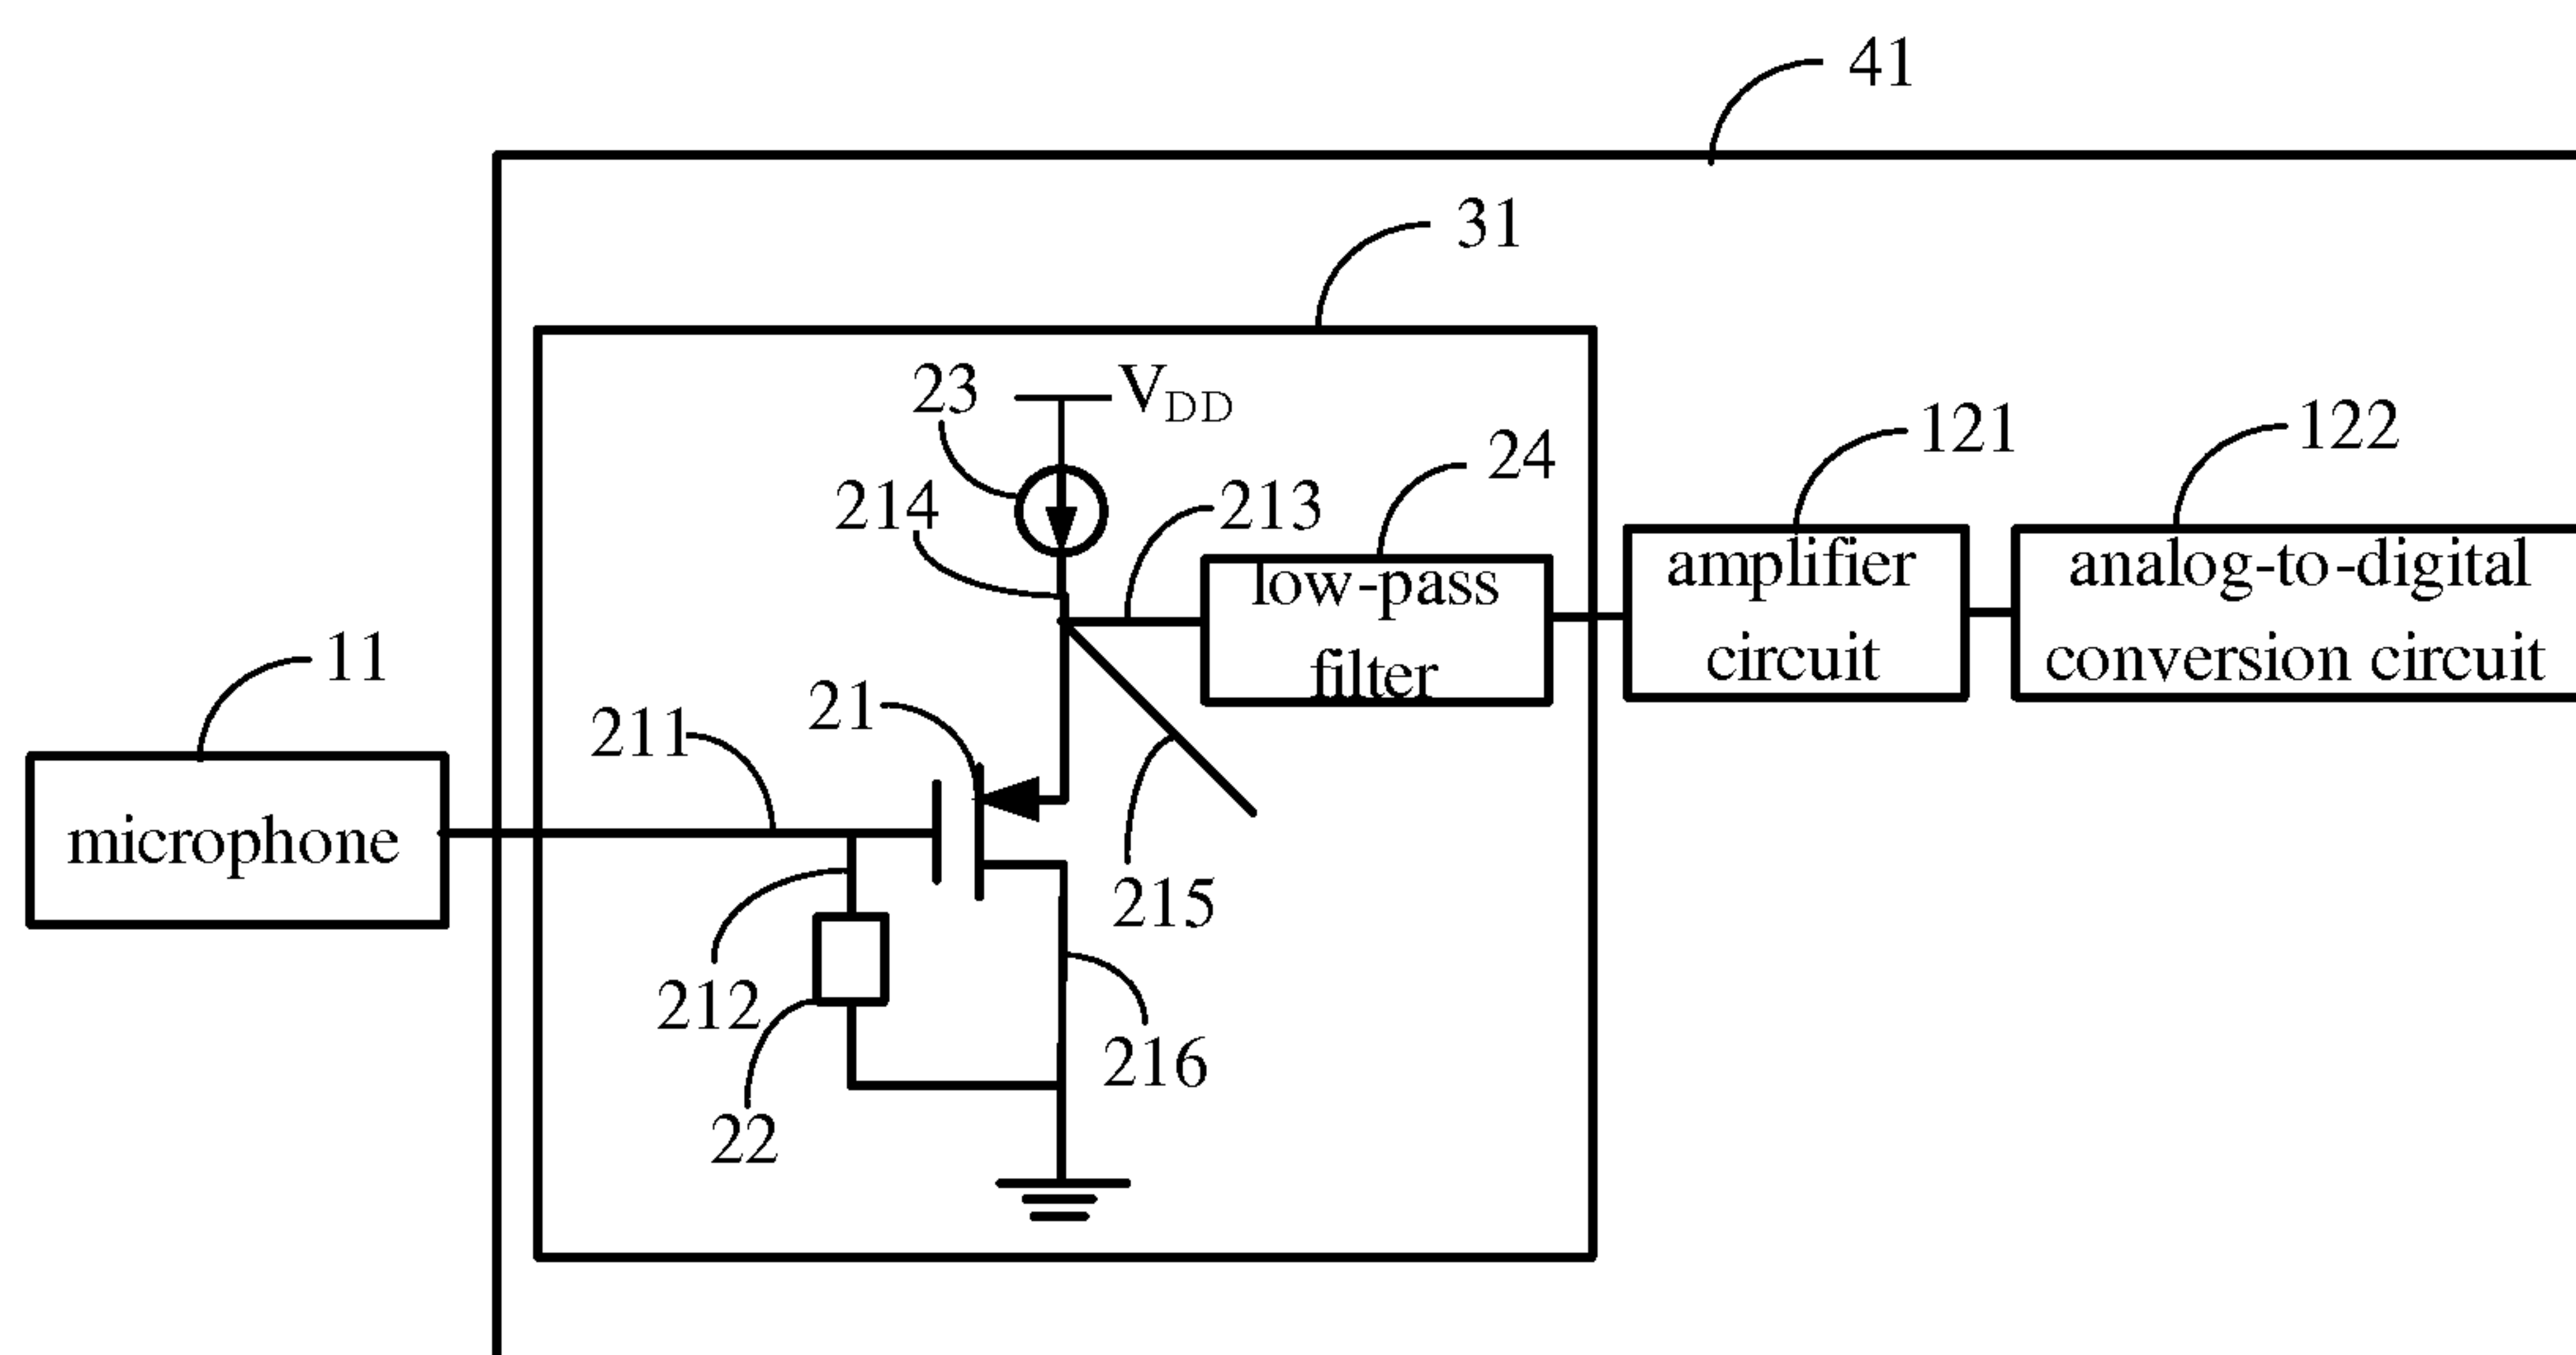 41
31
23
V_DD
24
121
122
214
213
low-pass
filter
amplifier
circuit
analog-to-digital
conversion circuit
11
211
21
microphone
215
212
216
22